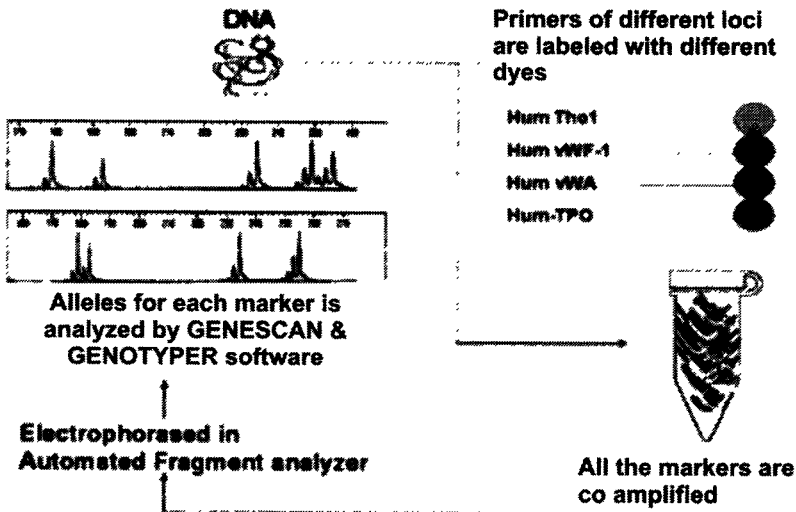 DNA
Primers of different loci
are labeled with different
dyes
Hum Tho1
Hum vWF-1
Hum vWA
Hum-TPO
Alleles for each marker is
analyzed by GENESCAN &
GENOTYPER software
Electrophorased in
Automated Fragment analyzer
All the markers are
co amplified